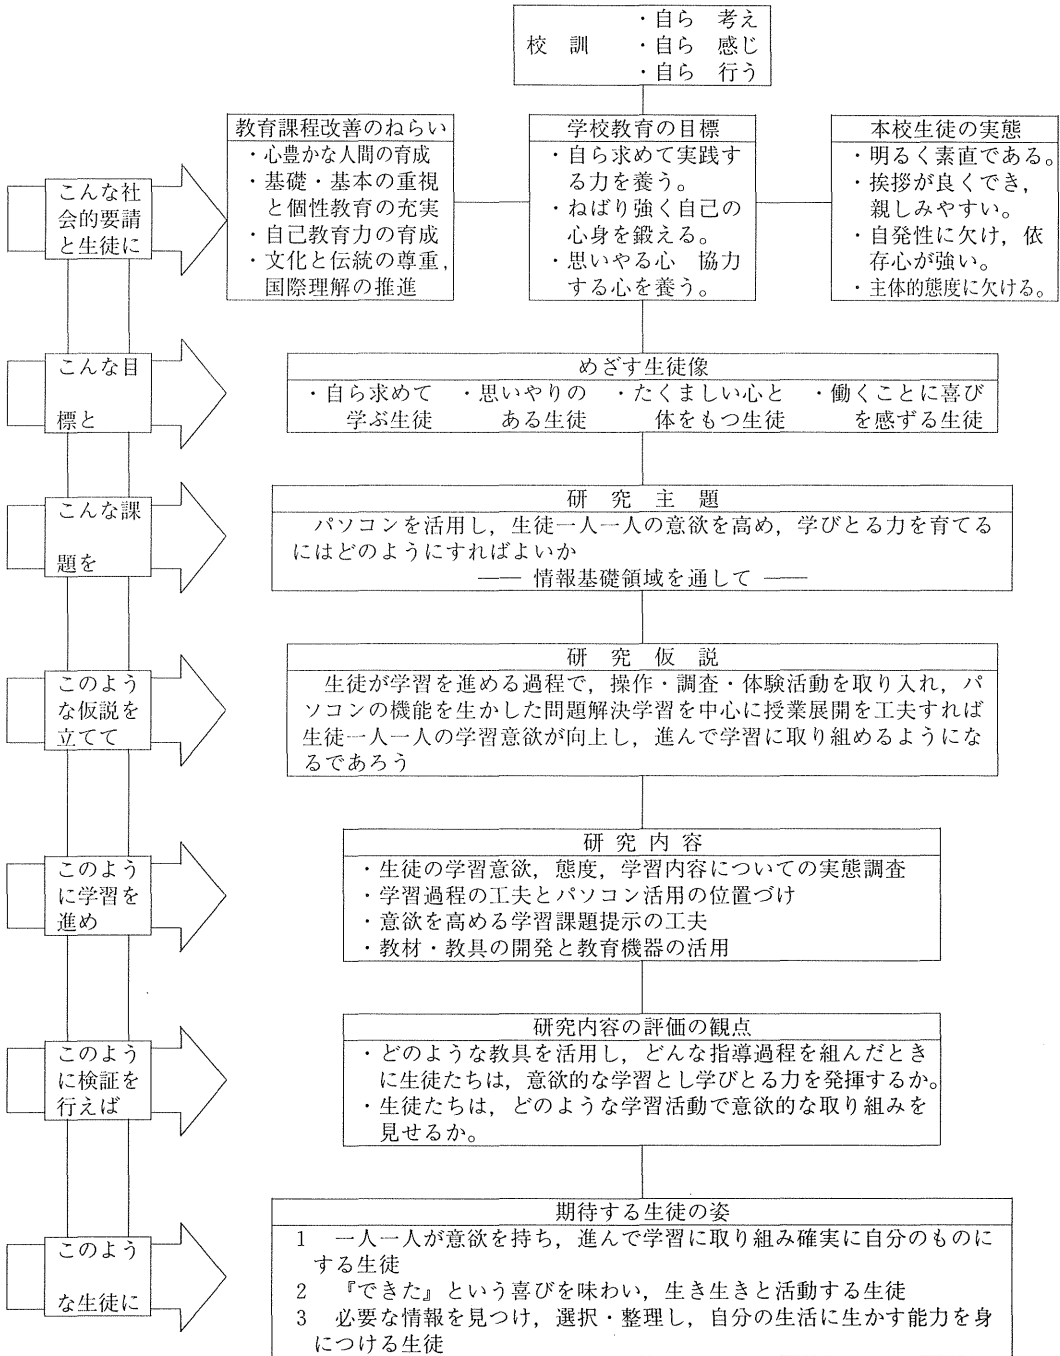 ・自ら 考え
校 訓 ・自ら 感じ
・自ら 行う
こんな社
会的要請
と生徒に
教育課程改善のねらい
・心豊かな人間の育成
・基礎・基本の重視
と個性教育の充実
・自己教育力の育成
・文化と伝統の尊重,
国際理解の推進
学校教育の目標
・自ら求めて実践す
る力を養う。
・ねばり強く自己の
心身を鍛える。
・思いやる心 協力
する心を養う。
本校生徒の実態
・明るく素直である。
・挨拶が良くでき,
親しみやすい。
・自発性に欠け,依
存心が強い。
・主体的態度に欠ける。
こんな目
標と
めざす生徒像
・自ら求めて
学ぶ生徒
・思いやりの
ある生徒
・たくましい心と
体をもつ生徒
・働くことに喜び
を感ずる生徒
こんな課
題を
研 究 主 題
パソコンを活用し,生徒一人一人の意欲を高め,学びとる力を育てる
にはどのようにすればよいか
―― 情報基礎領域を通して ――
このよう
な仮説を
立てて
研 究 仮 説
生徒が学習を進める過程で,操作・調査・体験活動を取り入れ,パ
ソコンの機能を生かした問題解決学習を中心に授業展開を工夫すれば
生徒一人一人の学習意欲が向上し,進んで学習に取り組めるようにな
るであろう
このよう
に学習を
進め
研 究 内 容
・生徒の学習意欲,態度,学習内容についての実態調査
・学習過程の工夫とパソコン活用の位置づけ
・意欲を高める学習課題提示の工夫
・教材・教具の開発と教育機器の活用
このよう
に検証を
行えば
研究内容の評価の観点
・どのような教具を活用し,どんな指導過程を組んだとき
に生徒たちは,意欲的な学習とし学びとる力を発揮するか。
・生徒たちは,どのような学習活動で意欲的な取り組みを
見せるか。
このよう
な生徒に
期待する生徒の姿
1 一人一人が意欲を持ち,進んで学習に取り組み確実に自分のものに
する生徒
2 『できた』という喜びを味わい,生き生きと活動する生徒
3 必要な情報を見つけ,選択・整理し,自分の生活に生かす能力を身
につける生徒